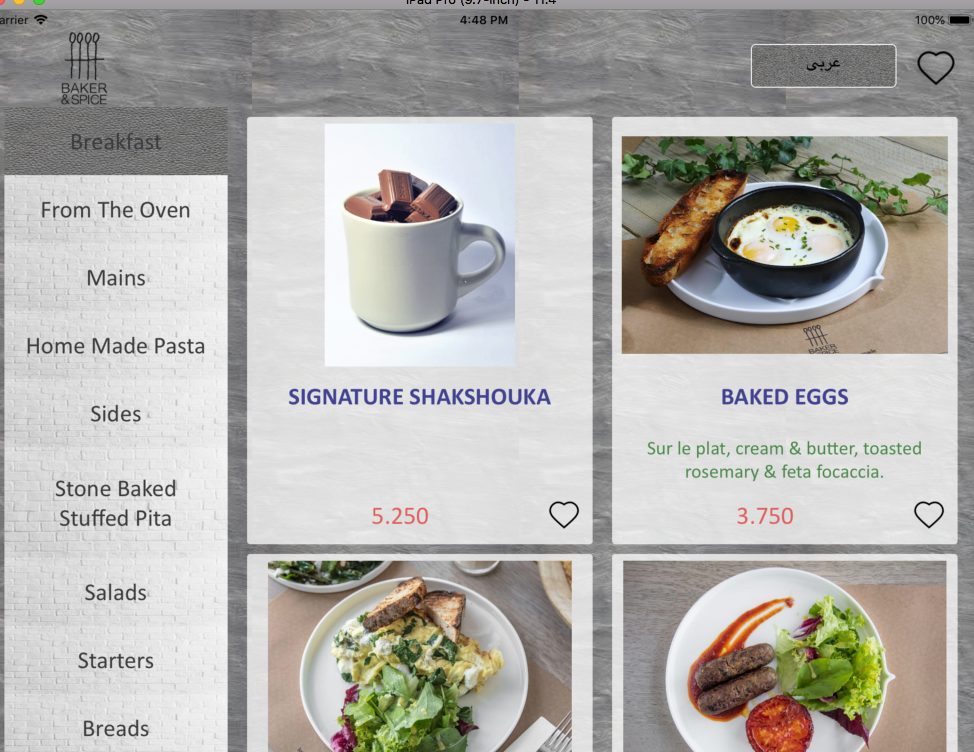 iPad Pro (9.7-inch) - 11.4
arrier
4:48 PM
100%
BAKER
&SPICE
عربى
Breakfast
From The Oven
Mains
Home Made Pasta
Sides
Stone Baked
Stuffed Pita
Salads
Starters
Breads
SIGNATURE SHAKSHOUKA
5.250
BAKER
& SPICE
BAKED EGGS
Sur le plat, cream & butter, toasted
rosemary & feta focaccia.
3.750